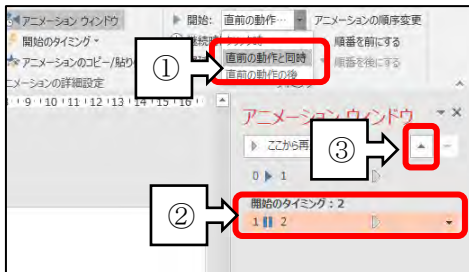 アニメーション ウィンドウ ▶ 開始: 直前の動作… アニメーションの順序変更
開始のタイミング 順番を前にする
アニメーションのコピー/貼り ① 直前の動作と同時 順番を後にする
ニメーションの詳細設定 直前の動作の後
9 10 11 12 13 14 15 16
アニメーション ウィンドウ
ここから再 ③
0 ▶ 1
② 開始のタイミング：2
1 2